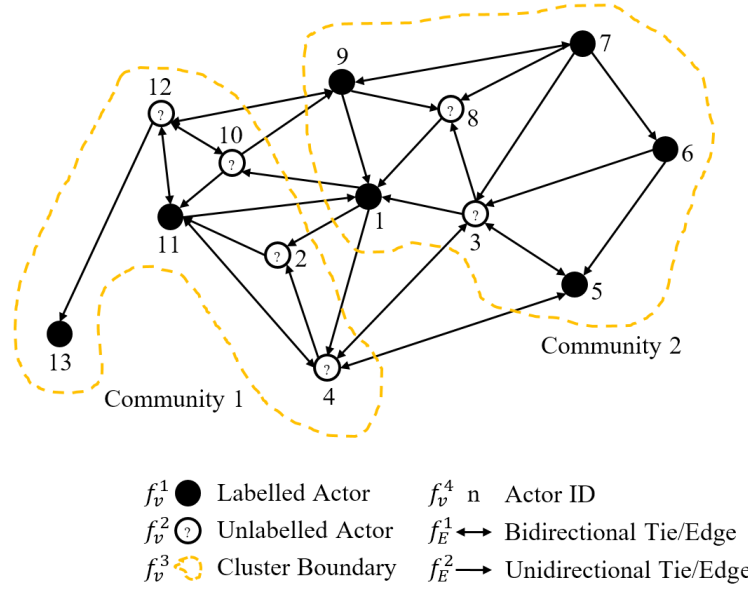 7
9
12
? 8
10
?
6
?
1
?
3
11
? 2
5
13
Community 2
?
4
Community 1
f_v^1 Labelled Actor
f_v^4 n Actor ID
f_v^2 ? Unlabelled Actor
f_E^1 Bidirectional Tie/Edge
f_v^3 Cluster Boundary
f_E^2 Unidirectional Tie/Edge